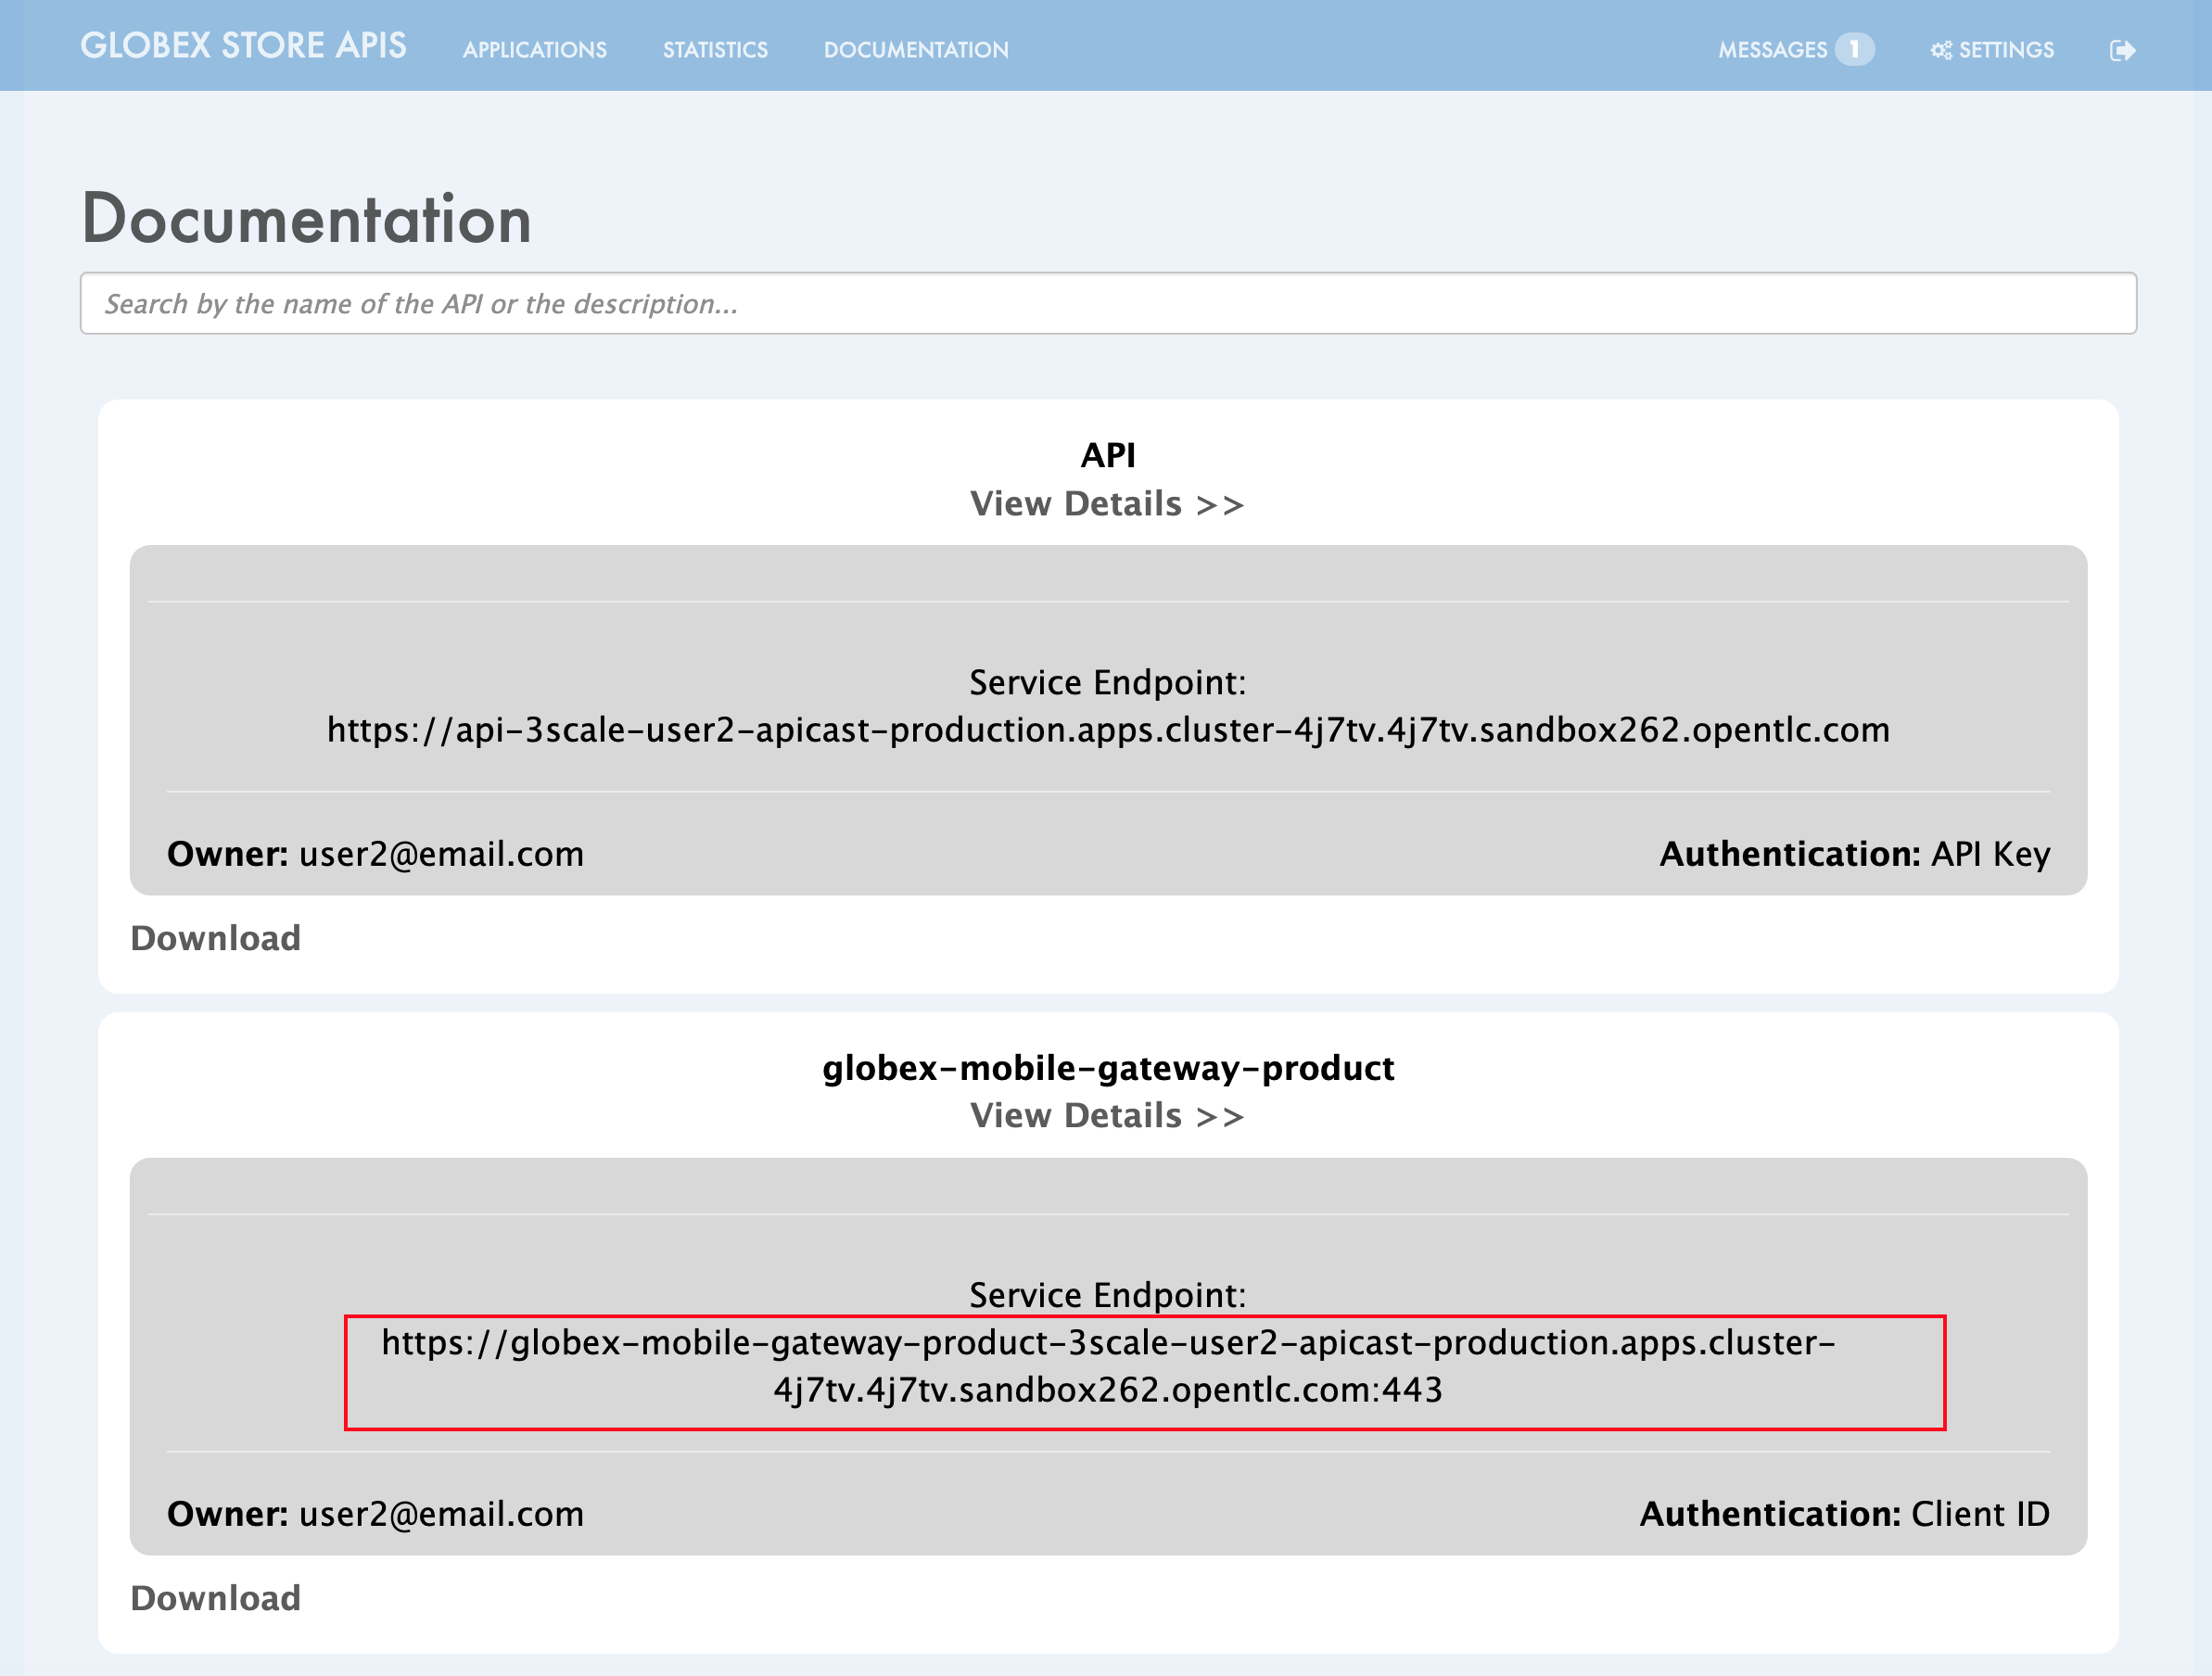 GLOBEX STORE APIS APPLICATIONS STATISTICS DOCUMENTATION MESSAGES 1 SETTINGS
Documentation
Search by the name of the API or the description...
API
View Details >>
Service Endpoint:
https://api-3scale-user2-apicast-production.apps.cluster-4j7tv.4j7tv.sandbox262.opentlc.com
Owner: user2@email.com Authentication: API Key
Download
globex-mobile-gateway-product
View Details >>
Service Endpoint:
https://globex-mobile-gateway-product-3scale-user2-apicast-production.apps.cluster-
4j7tv.4j7tv.sandbox262.opentlc.com:443
Owner: user2@email.com Authentication: Client ID
Download